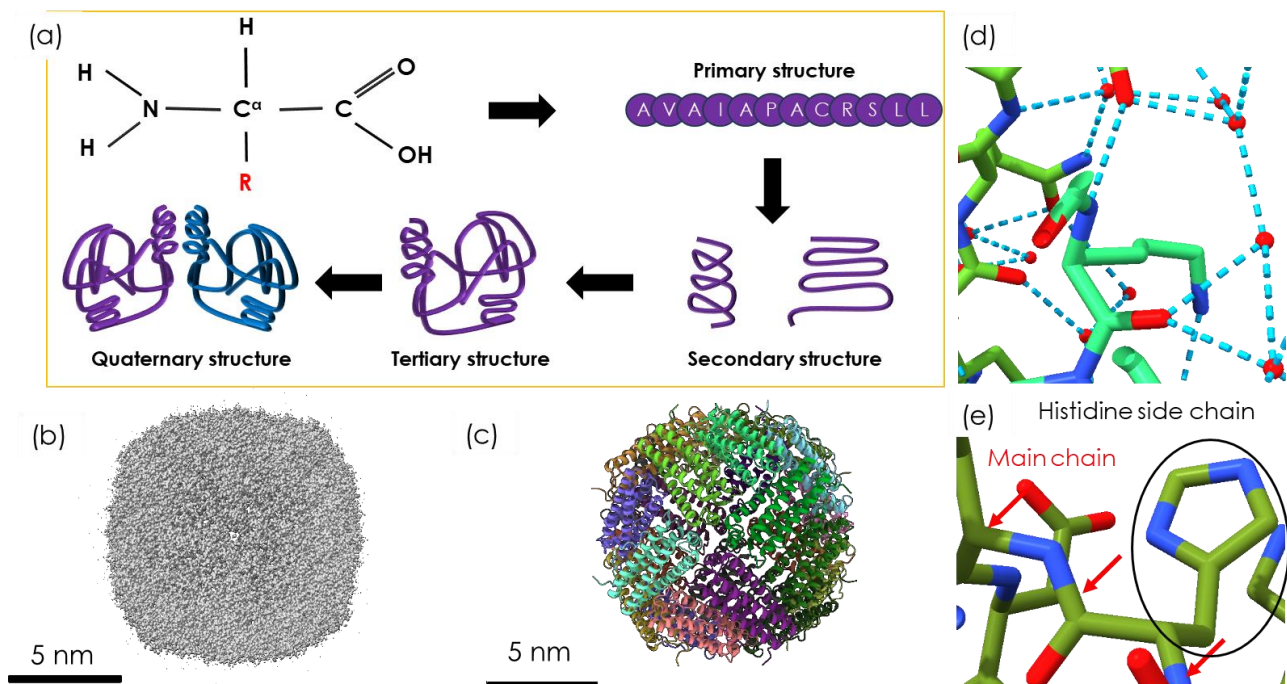 (a)
H
H
N
H
C
α
R
C
O
OH
Primary structure
A V A I A P A C R S L L
Quaternary structure
Tertiary structure
Secondary structure
(b)
5 nm
(c)
5 nm
(d)
(e)
Histidine side chain
Main chain